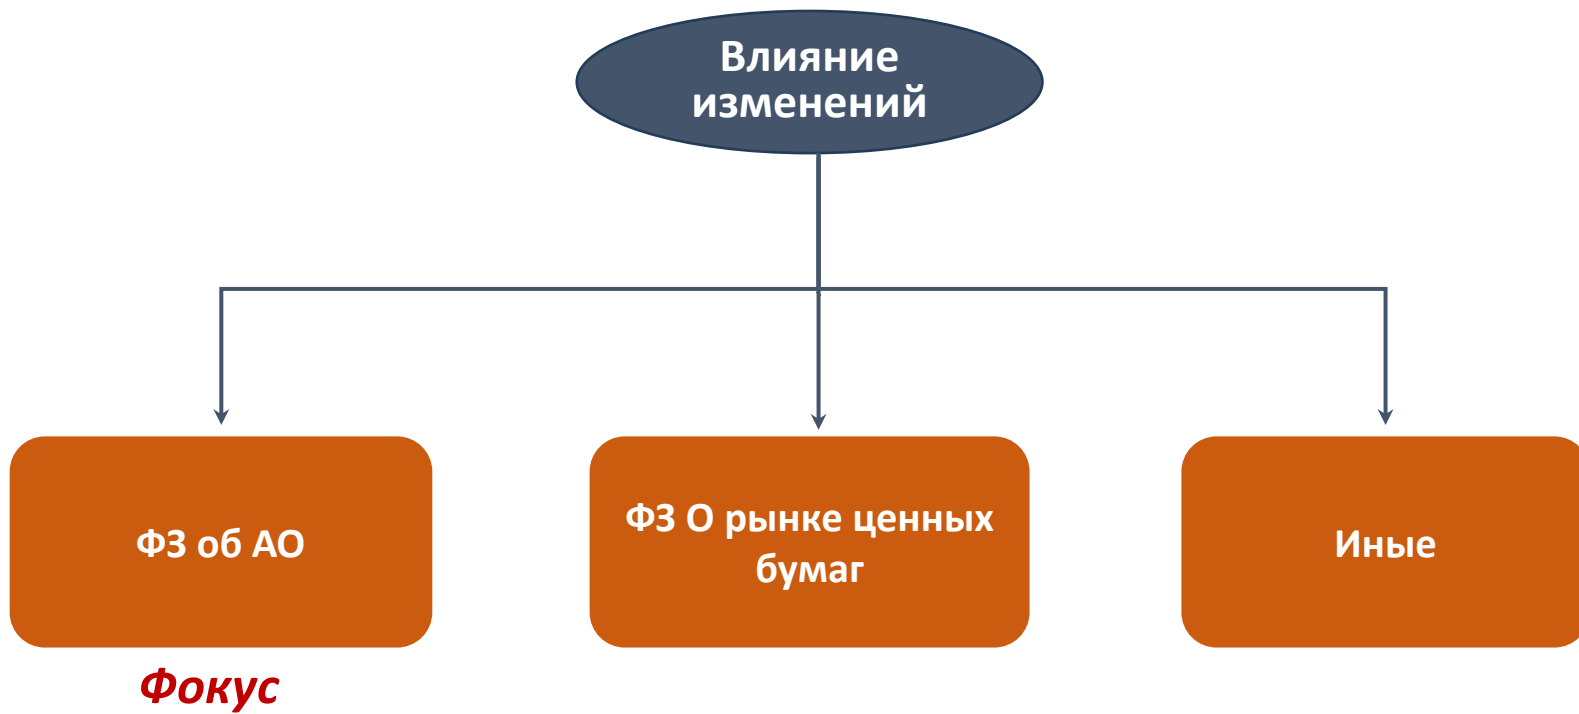 Влияние
изменений
ФЗ об АО
ФЗ О рынке ценных
бумаг
Иные
Фокус